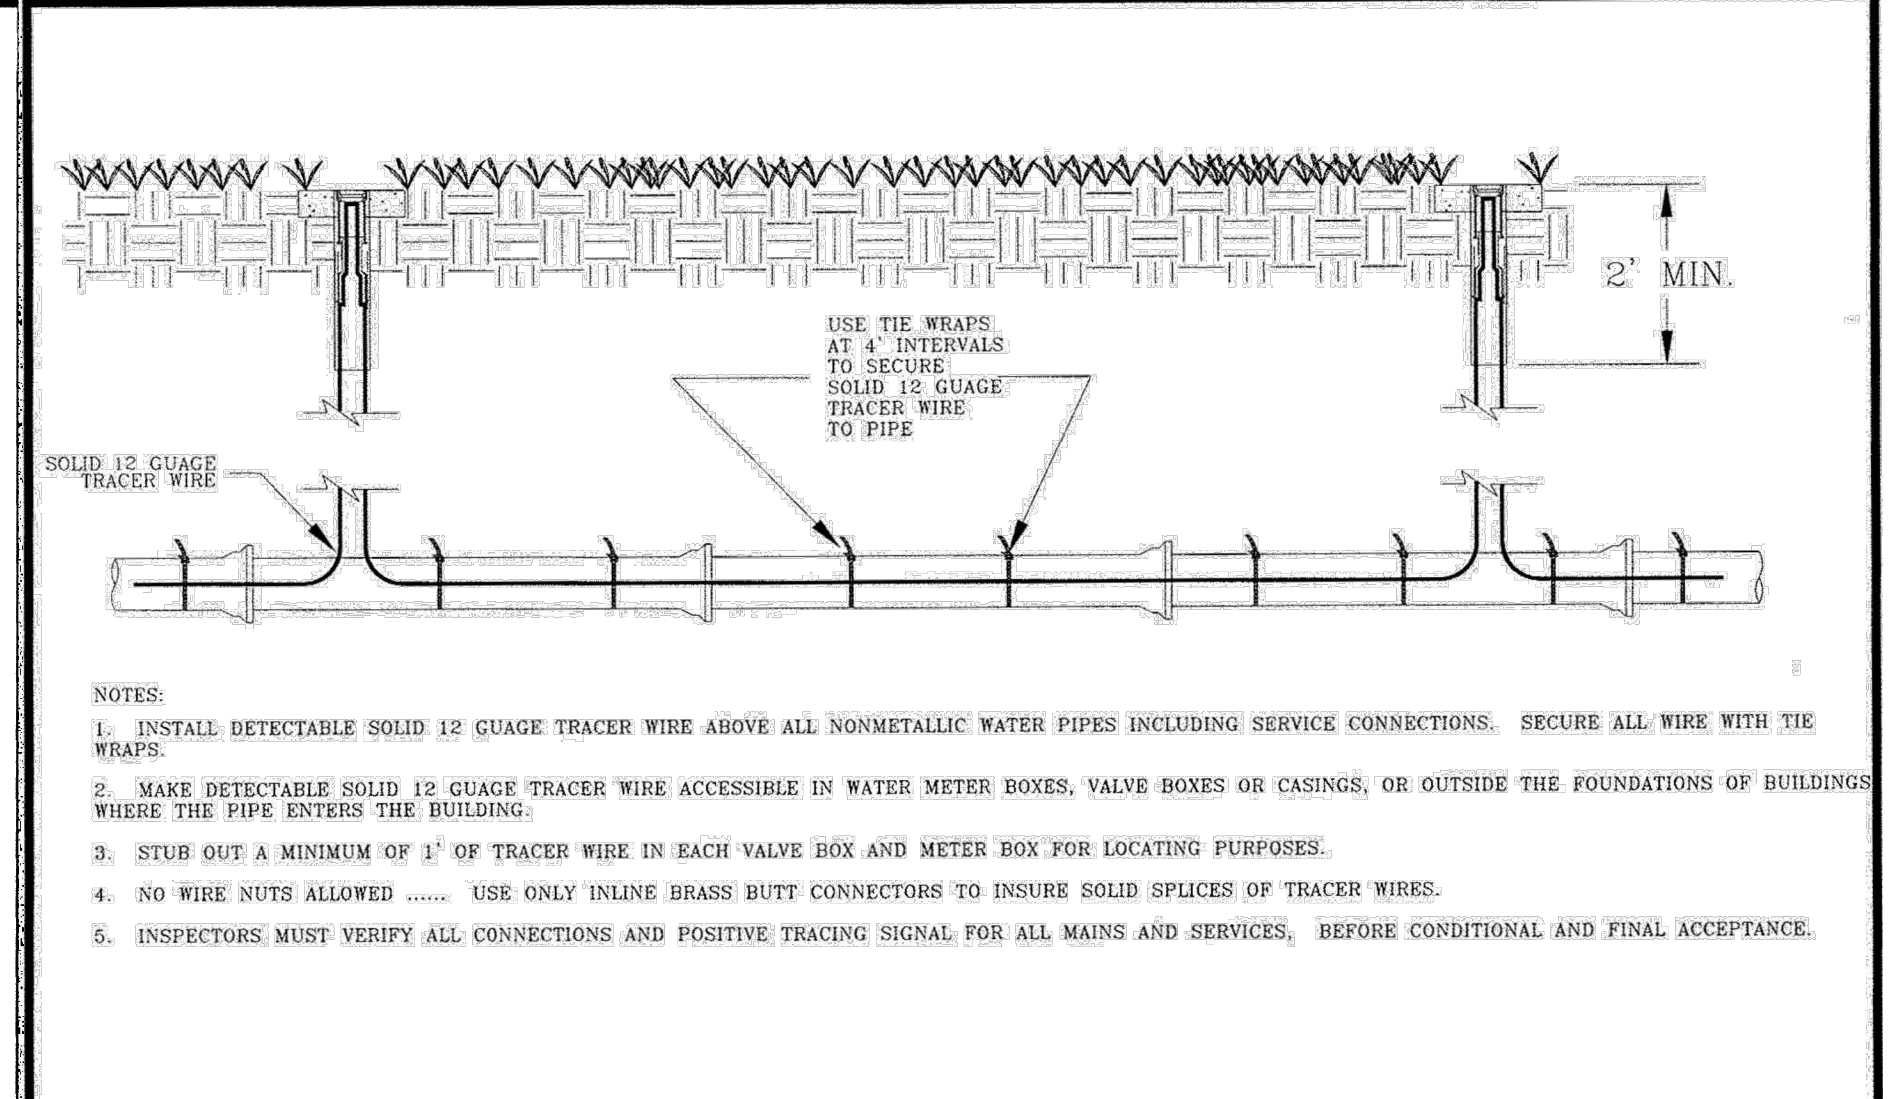 2' MIN.
USE TIE WRAPS
AT 4' INTERVALS
TO SECURE
SOLID 12 GUAGE
TRACER WIRE
TO PIPE
SOLID 12 GUAGE
TRACER WIRE
NOTES:
1. INSTALL DETECTABLE SOLID 12 GUAGE TRACER WIRE ABOVE ALL NONMETALLIC WATER PIPES INCLUDING SERVICE CONNECTIONS. SECURE ALL WIRE WITH TIE
WRAPS.
2. MAKE DETECTABLE SOLID 12 GUAGE TRACER WIRE ACCESSIBLE IN WATER METER BOXES, VALVE BOXES OR CASINGS, OR OUTSIDE THE FOUNDATIONS OF BUILDINGS
WHERE THE PIPE ENTERS THE BUILDING.
3. STUB OUT A MINIMUM OF 1' OF TRACER WIRE IN EACH VALVE BOX AND METER BOX FOR LOCATING PURPOSES.
4. NO WIRE NUTS ALLOWED ...... USE ONLY INLINE BRASS BUTT CONNECTORS TO INSURE SOLID SPLICES OF TRACER WIRES.
5. INSPECTORS MUST VERIFY ALL CONNECTIONS AND POSITIVE TRACING SIGNAL FOR ALL MAINS AND SERVICES, BEFORE CONDITIONAL AND FINAL ACCEPTANCE.